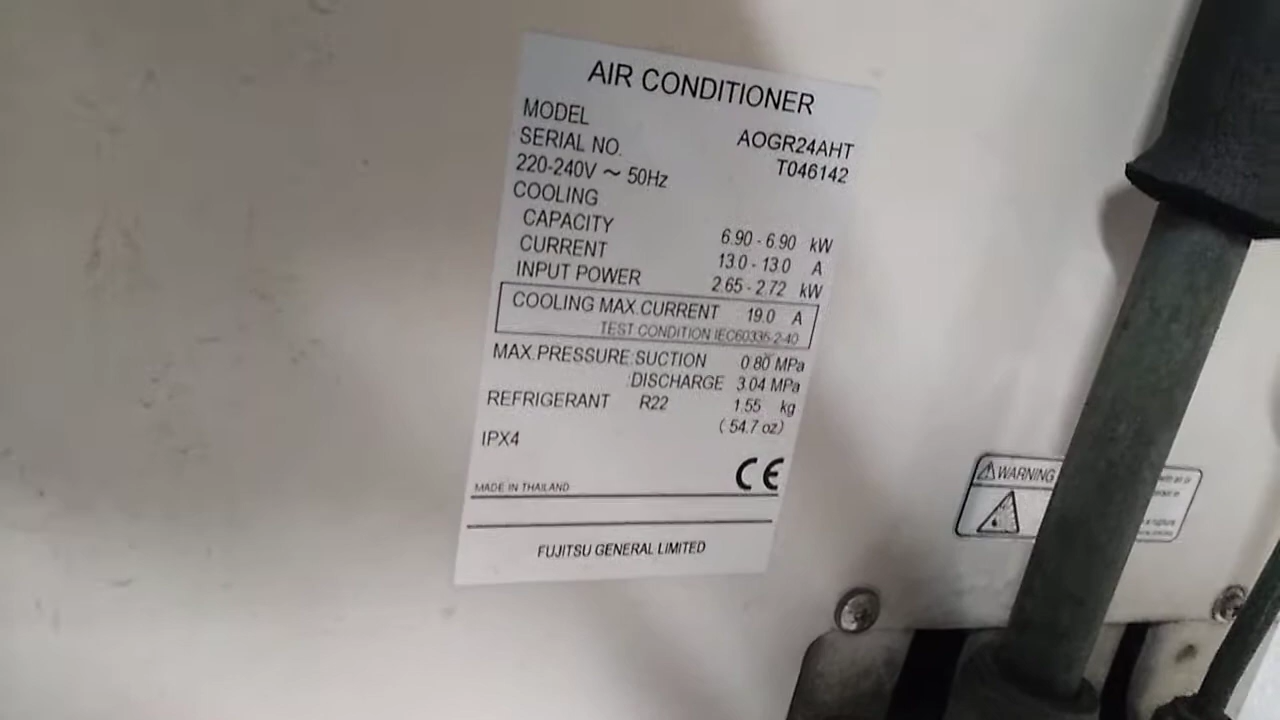 AIR CONDITIONER
MODEL AOGR24AHT
SERIAL NO. T046142
220-240V ~ 50Hz
COOLING
CAPACITY 6.90 - 6.90 kW
CURRENT 13.0 - 13.0 A
INPUT POWER 2.65 - 2.72 kW
COOLING MAX.CURRENT 19.0 A
TEST CONDITION IEC60335-2-40
MAX.PRESSURE:SUCTION 0.80 MPa
:DISCHARGE 3.04 MPa
REFRIGERANT R22 1.55 kg
( 54.7 oz)
IPX4
CE
MADE IN THAILAND
FUJITSU GENERAL LIMITED
WARNING